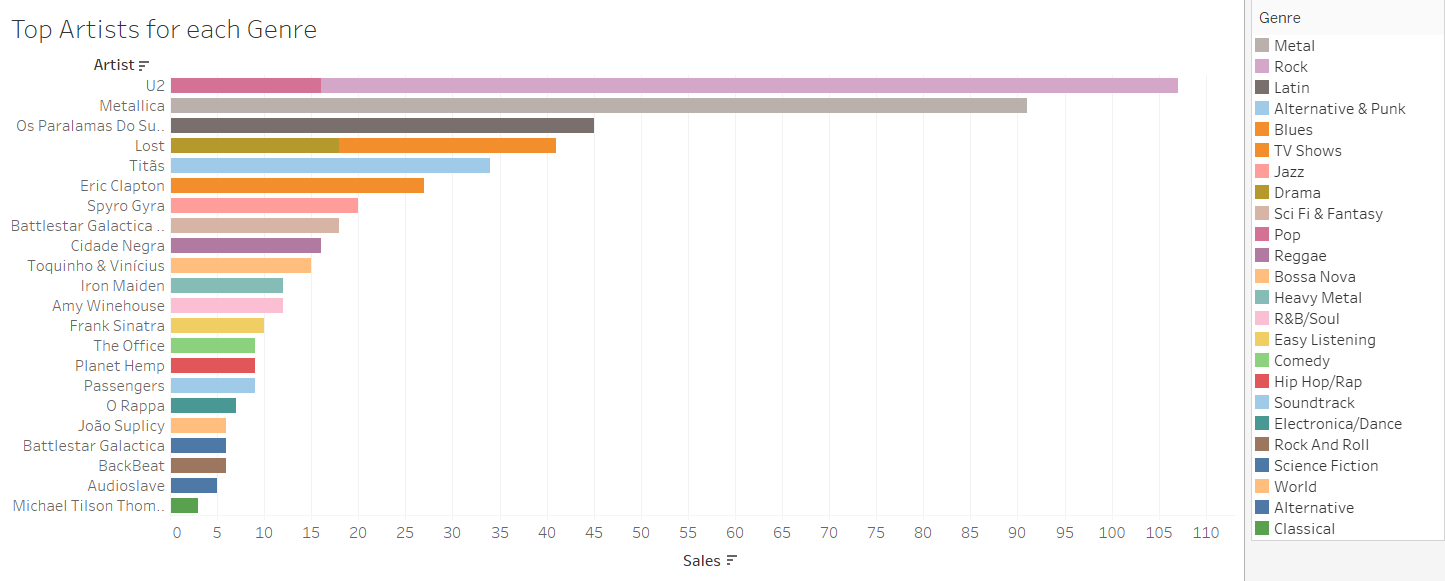 Top Artists for each Genre
Artist
U2
Metallica
Os Paralamas Do Su..
Lost
Titãs
Eric Clapton
Spyro Gyra
Battlestar Galactica ..
Cidade Negra
Toquinho & Vinícius
Iron Maiden
Amy Winehouse
Frank Sinatra
The Office
Planet Hemp
Passengers
O Rappa
João Suplicy
Battlestar Galactica
BackBeat
Audioslave
Michael Tilson Thom..
0 5 10 15 20 25 30 35 40 45 50 55 60 65 70 75 80 85 90 95 100 105 110
Sales
Genre
Metal
Rock
Latin
Alternative & Punk
Blues
TV Shows
Jazz
Drama
Sci Fi & Fantasy
Pop
Reggae
Bossa Nova
Heavy Metal
R&B/Soul
Easy Listening
Comedy
Hip Hop/Rap
Soundtrack
Electronica/Dance
Rock And Roll
Science Fiction
World
Alternative
Classical